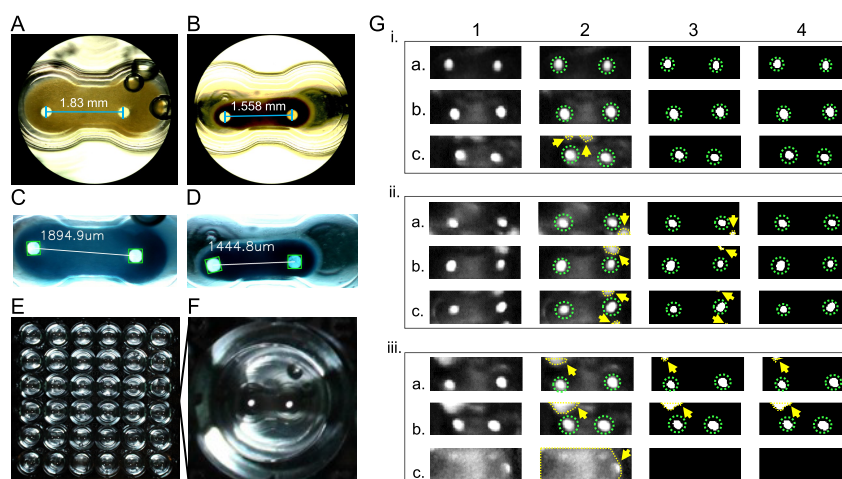 A B G
1 2 3 4
i.
a.
b.
c.
1.83 mm
1.558 mm
C D
1894.9um
1444.8um
ii.
a.
b.
c.
E F
iii.
a.
b.
c.